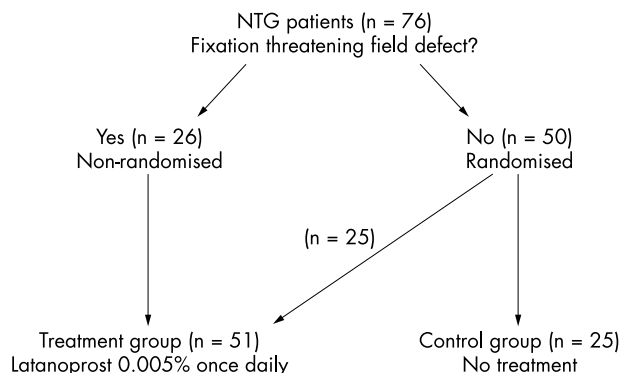 NTG patients (n = 76)
Fixation threatening field defect?
Yes (n = 26)
Non-randomised
No (n = 50)
Randomised
(n = 25)
Treatment group (n = 51)
Latanoprost 0.005% once daily
Control group (n = 25)
No treatment